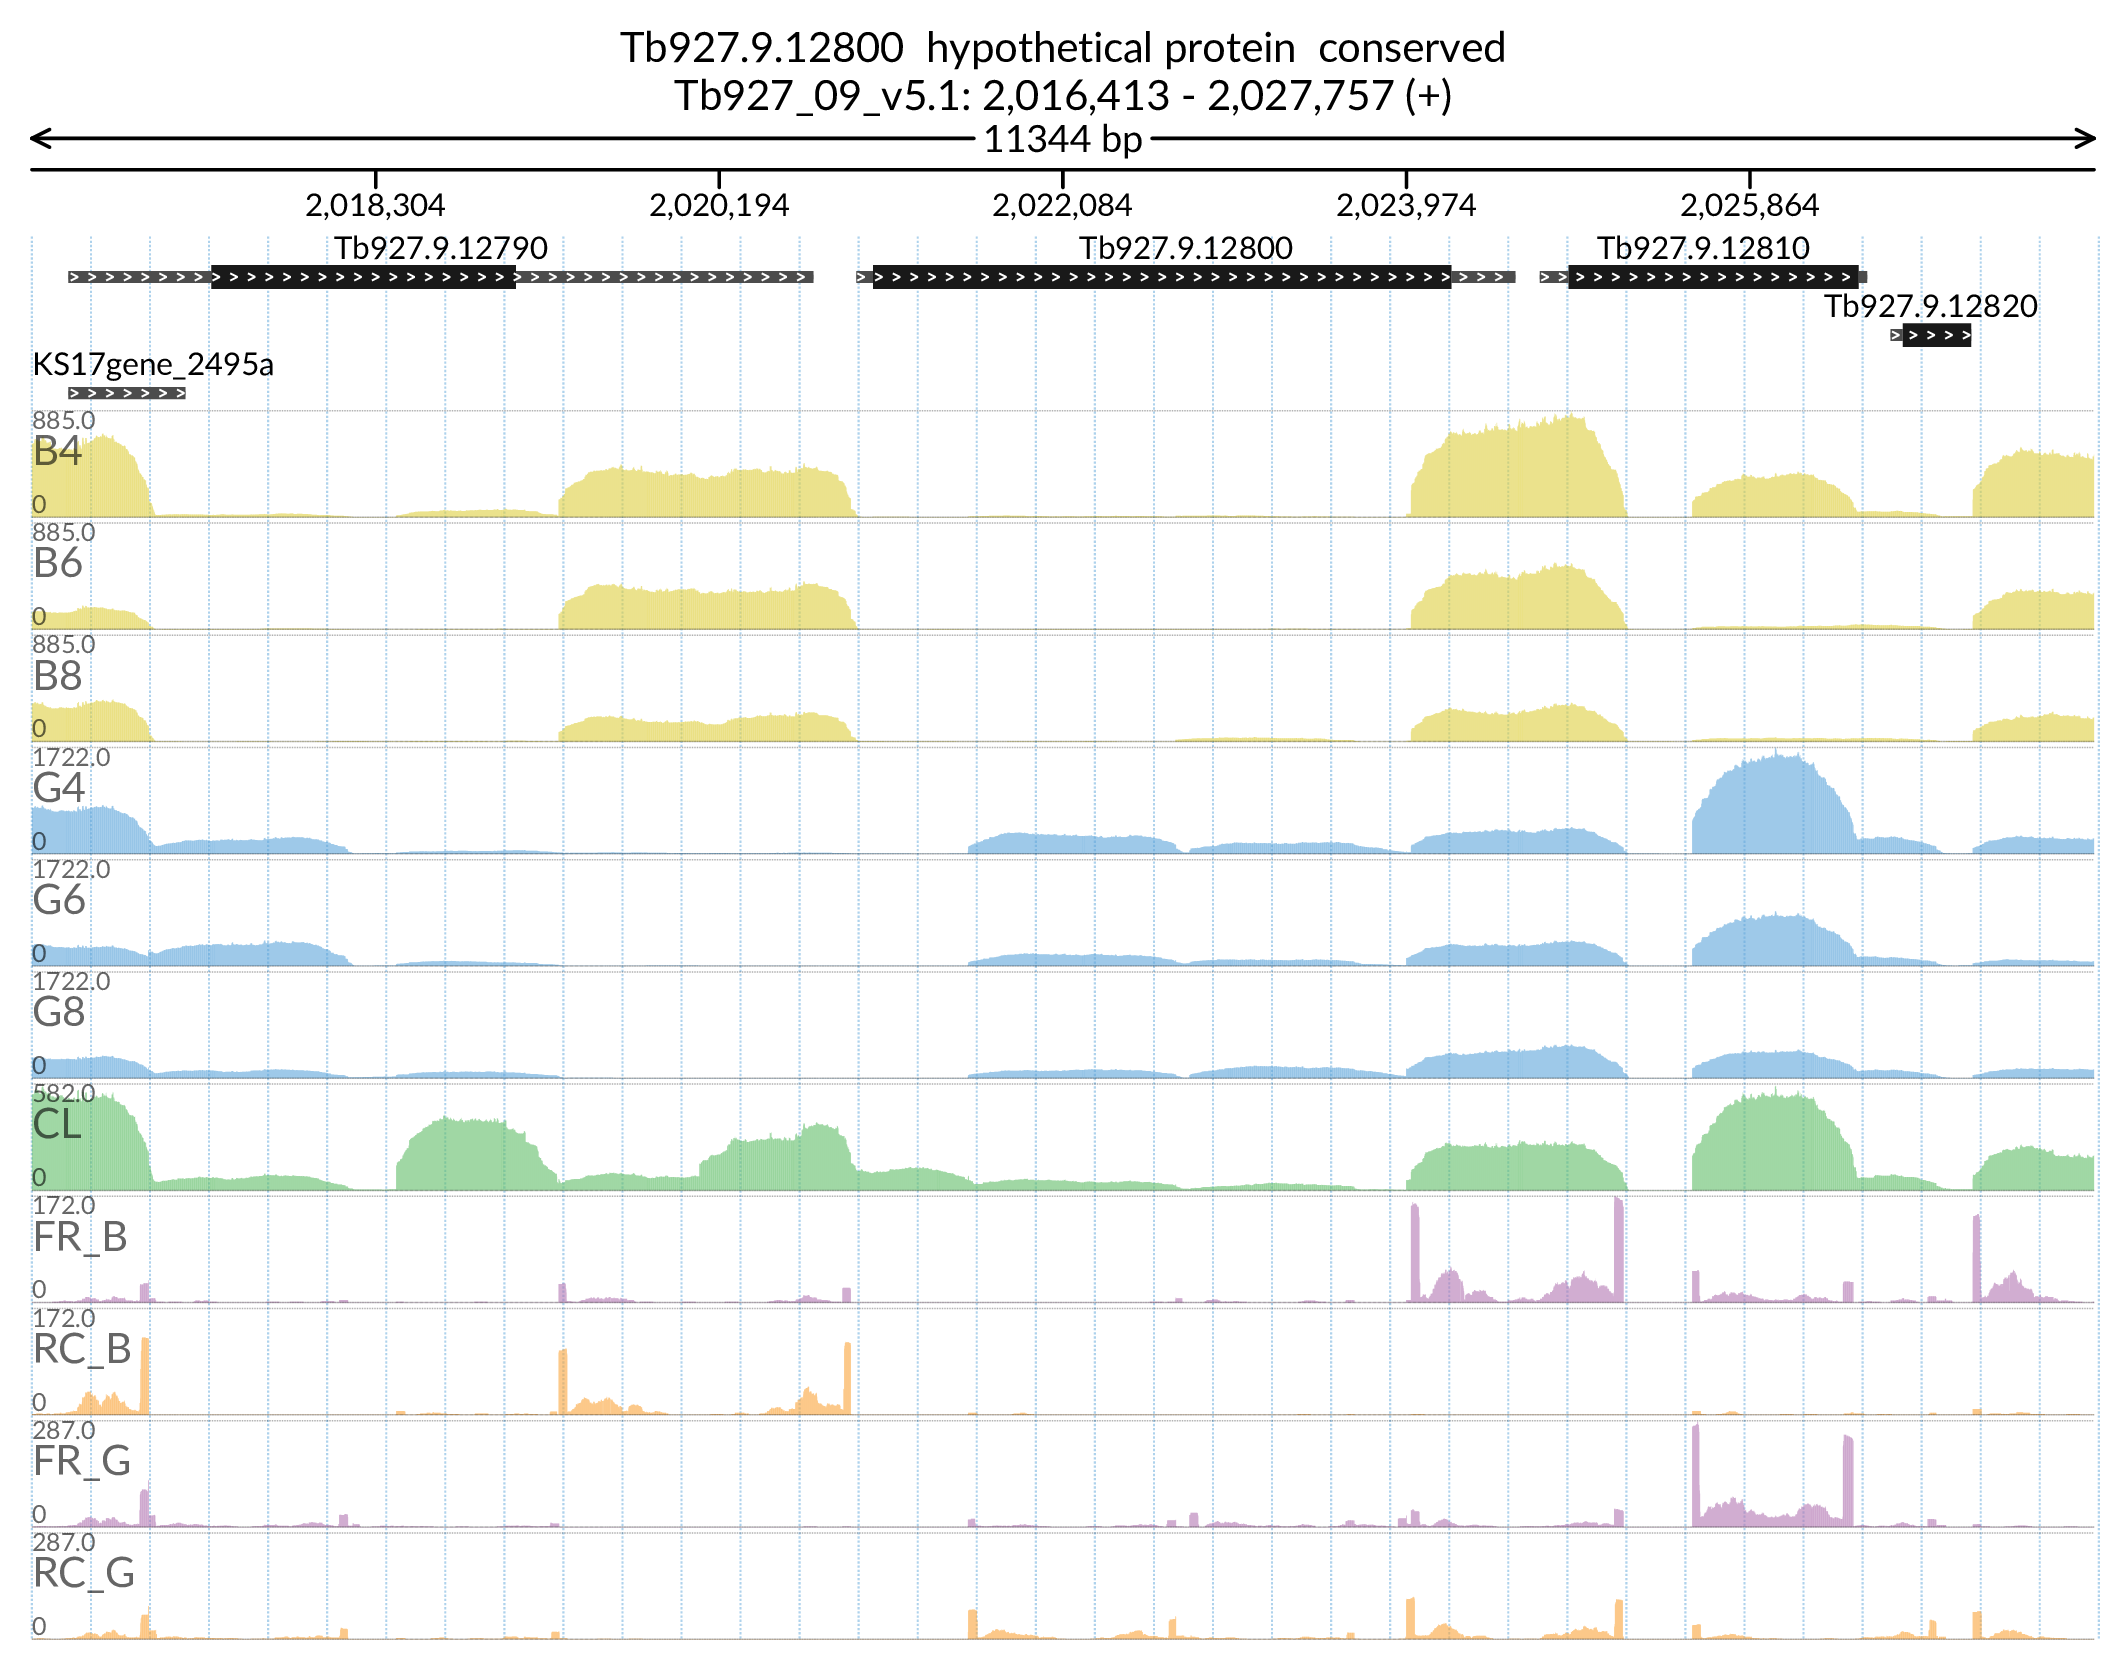 Tb927.9.12800 hypothetical protein conserved
Tb927_09_v5.1: 2,016,413 - 2,027,757 (+)
11344 bp
2,018,304 2,020,194 2,022,084 2,023,974 2,025,864
Tb927.9.12790 Tb927.9.12800 Tb927.9.12810
Tb927.9.12820
KS17gene_2495a
885.0
B4
0
885.0
B6
0
885.0
B8
0
1722.0
G4
0
1722.0
G6
0
1722.0
G8
0
582.0
CL
0
172.0
FR_B
0
172.0
RC_B
0
287.0
FR_G
0
287.0
RC_G
0